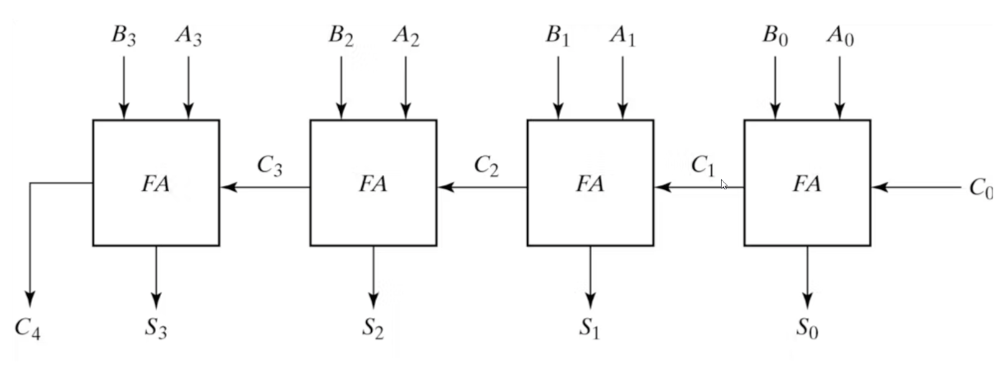 B₃ A₃ B₂ A₂ B₁ A₁ B₀ A₀
C₃ C₂ C₁
FA FA FA FA C₀
C₄ S₃ S₂ S₁ S₀